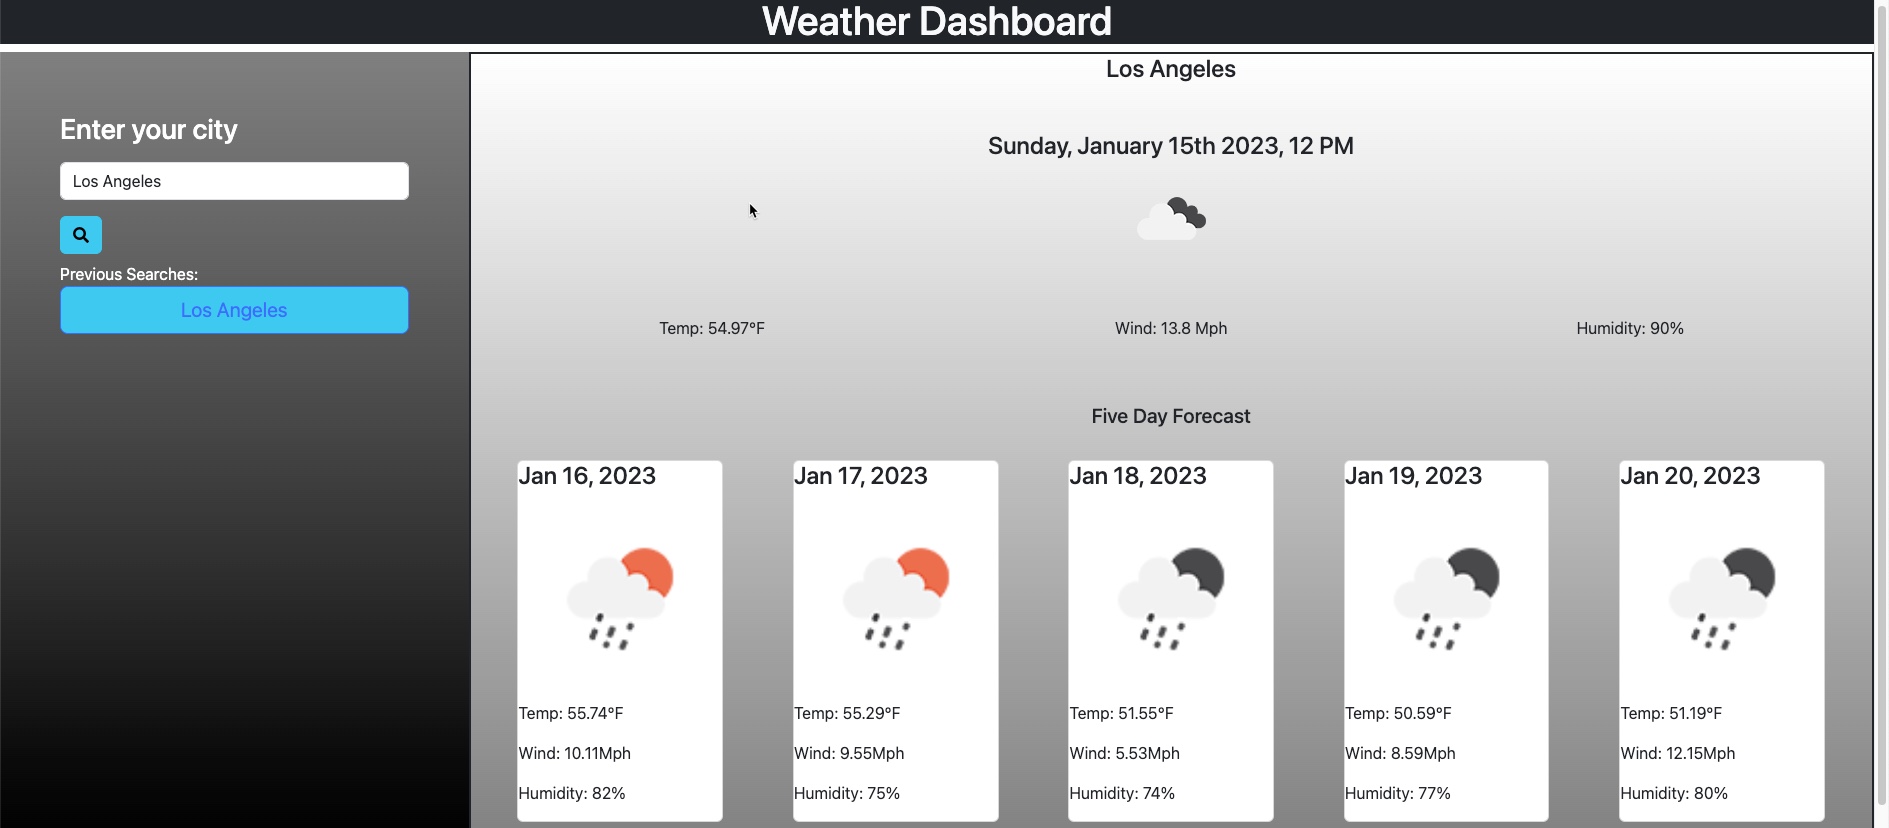 Weather Dashboard
Enter your city
Los Angeles
Previous Searches:
Los Angeles
Los Angeles
Sunday, January 15th 2023, 12 PM
Temp: 54.97°F
Wind: 13.8 Mph
Humidity: 90%
Five Day Forecast
Jan 16, 2023
Temp: 55.74°F
Wind: 10.11Mph
Humidity: 82%
Jan 17, 2023
Temp: 55.29°F
Wind: 9.55Mph
Humidity: 75%
Jan 18, 2023
Temp: 51.55°F
Wind: 5.53Mph
Humidity: 74%
Jan 19, 2023
Temp: 50.59°F
Wind: 8.59Mph
Humidity: 77%
Jan 20, 2023
Temp: 51.19°F
Wind: 12.15Mph
Humidity: 80%